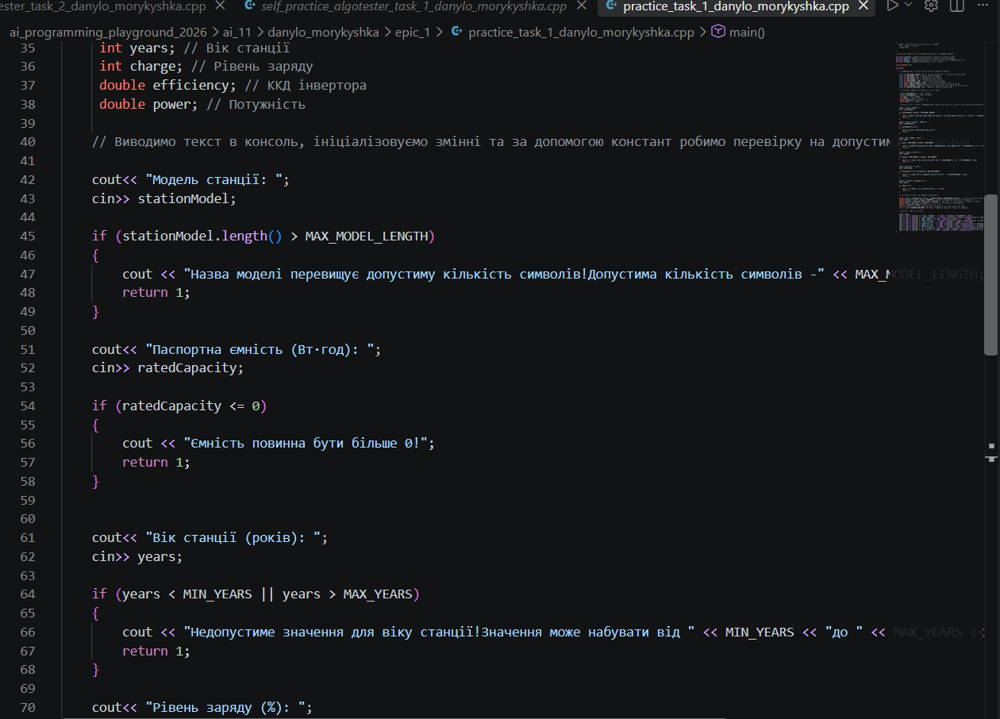 ester_task_2_danylo_morykyshka.cpp self_practice_algotester_task_1_danylo_morykyshka.cpp practice_task_1_danylo_morykyshka.cpp
ai_programming_playground_2026 > ai_11 > danylo_morykyshka > epic_1 > practice_task_1_danylo_morykyshka.cpp > main()
35 int years; // Вік станції
36 int charge; // Рівень заряду
37 double efficiency; // ККД інвертора
38 double power; // Потужність
39
40 // Виводимо текст в консоль, ініціалізовуємо змінні та за допомогою констант робимо перевірку на допустимі значення
41
42 cout<< "Модель станції: ";
43 cin>> stationModel;
44
45 if (stationModel.length() > MAX_MODEL_LENGTH)
46 {
47 cout << "Назва моделі перевищує допустиму кількість символів!Допустима кількість символів -" << MAX_MODEL_LENGTH;
48 return 1;
49 }
50
51 cout<< "Паспортна ємність (Вт·год): ";
52 cin>> ratedCapacity;
53
54 if (ratedCapacity <= 0)
55 {
56 cout << "Ємність повинна бути більше 0!";
57 return 1;
58 }
59
60
61 cout<< "Вік станції (років): ";
62 cin>> years;
63
64 if (years < MIN_YEARS || years > MAX_YEARS)
65 {
66 cout << "Недопустиме значення для віку станції!Значення може набувати від " << MIN_YEARS << "до " << MAX_YEARS <<
67 return 1;
68 }
69
70 cout<< "Рівень заряду (%): ";